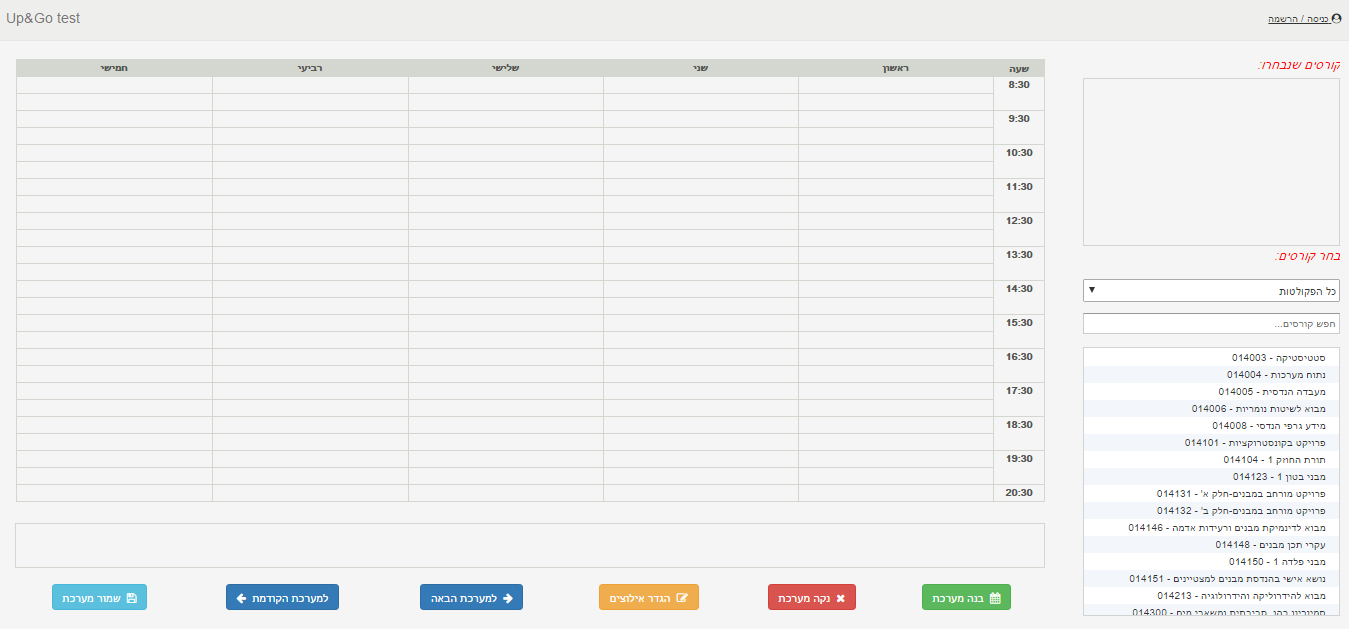 Up&Go test
כניסה / הרשמה
קורסים שנבחרו:
שעה ראשון שני שלישי רביעי חמישי
8:30
9:30
10:30
11:30
12:30
13:30
14:30
15:30
16:30
17:30
18:30
19:30
20:30
בחר קורסים:
כל הפקולטות
חפש קורסים...
סטטיסטיקה - 014003
נתוח מערכות - 014004
מעבדה הנדסית - 014005
מבוא לשיטות נומריות - 014006
מידע גרפי הנדסי - 014008
פרויקט בקונסטרוקציות - 014101
תורת החוזק 1 - 014104
מבני בטון 1 - 014123
פרויקט מורחב במבנים-חלק א' - 014131
פרויקט מורחב במבנים-חלק ב' - 014132
מבוא לדינמיקת מבנים ורעידות אדמה - 014146
עקרי תכן מבנים - 014148
מבני פלדה 1 - 014150
נושא אישי בהנדסת מבנים למצטיינים - 014151
מבוא להידרוליקה והידרולוגיה - 014213
סמינריון בהנ. סביבתית ומשאבי מים - 014300
בנה מערכת
נקה מערכת
הגדר אילוצים
למערכת הבאה
למערכת הקודמת
שמור מערכת